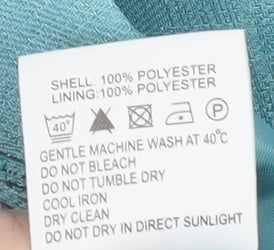 SHELL: 100% POLYESTER
LINING:100% POLYESTER
40° P
GENTLE MACHINE WASH AT 40°C
DO NOT BLEACH
DO NOT TUMBLE DRY
COOL IRON
DRY CLEAN
DO NOT DRY IN DIRECT SUNLIGHT